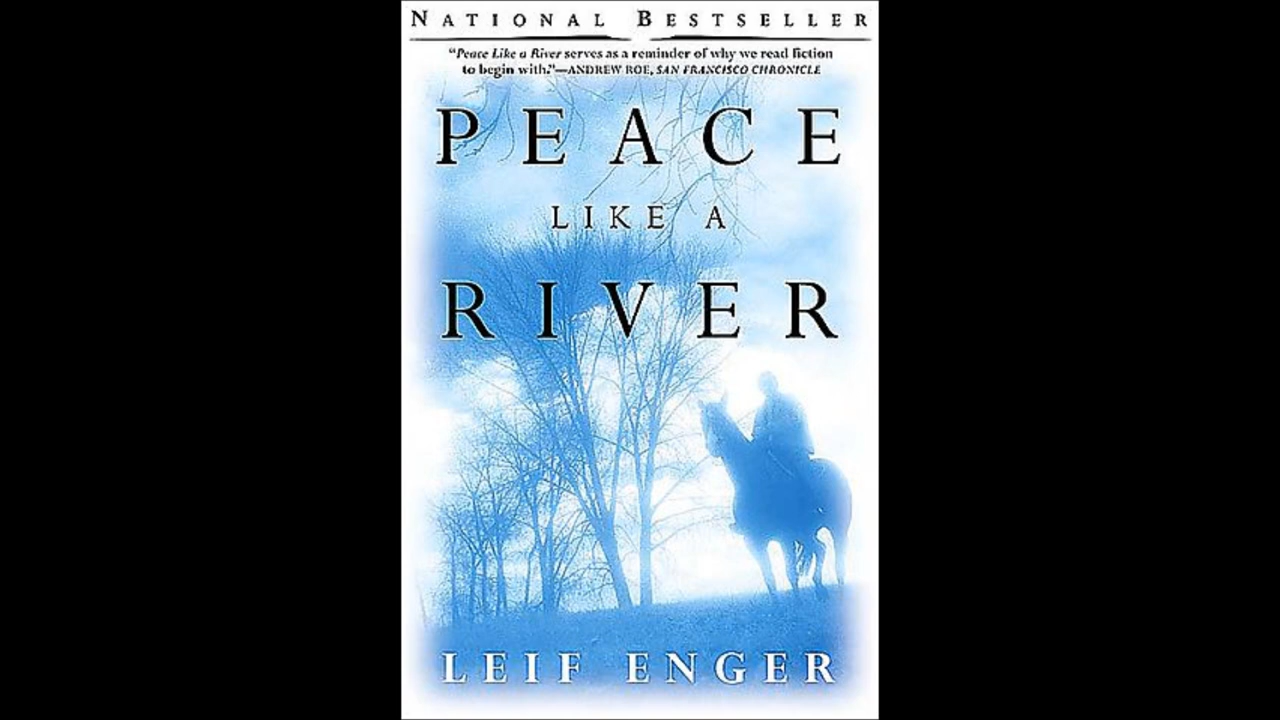 NATIONAL BESTSELLER
“Peace Like a River serves as a reminder of why we read fiction
to begin with.”—ANDREW ROE, SAN FRANCISCO CHRONICLE
PEACE
LIKE A
RIVER
LEIF ENGER